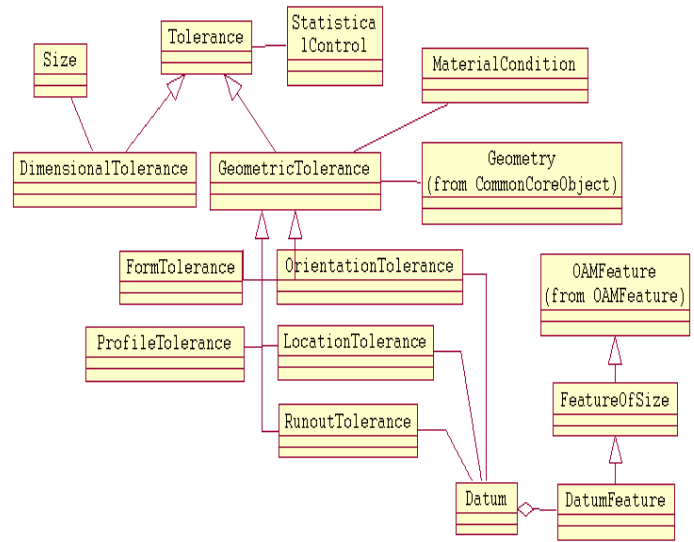 Tolerance
Statistica
lControl
Size
MaterialCondition
DimensionalTolerance
GeometricTolerance
Geometry
(from CommonCoreObject)
FormTolerance
OrientationTolerance
OAMFeature
(from OAMFeature)
ProfileTolerance
LocationTolerance
FeatureOfSize
RunoutTolerance
Datum
DatumFeature